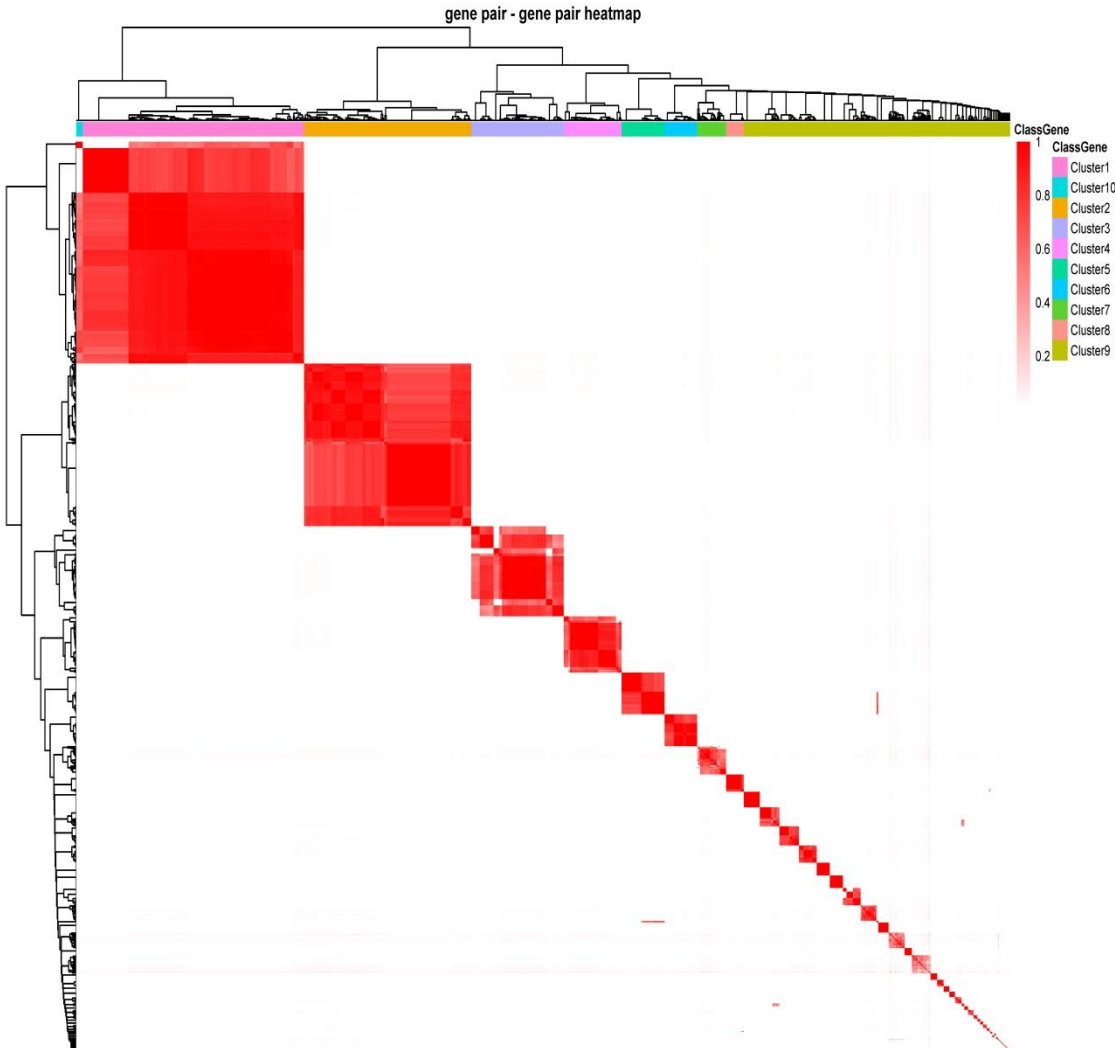 gene pair - gene pair heatmap
ClassGene
1
0.8
0.6
0.4
0.2
ClassGene
Cluster1
Cluster10
Cluster2
Cluster3
Cluster4
Cluster5
Cluster6
Cluster7
Cluster8
Cluster9